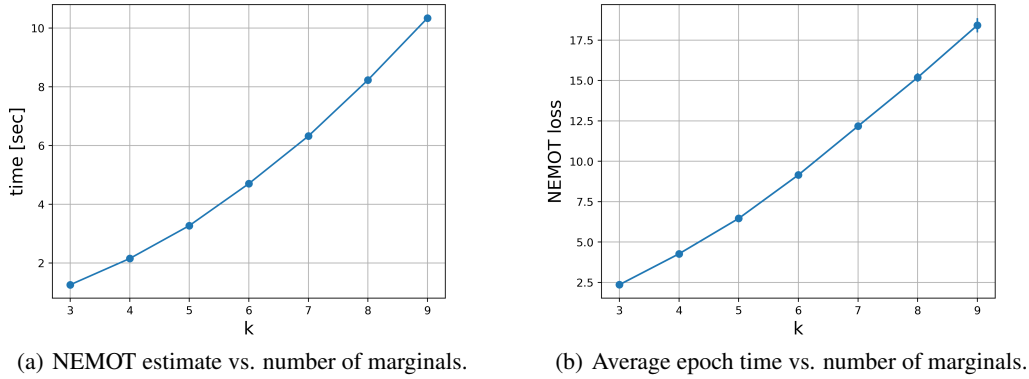 10
8
6
4
2
time [sec]
3 4 5 6 7 8 9
k
(a) NEMOT estimate vs. number of marginals.
17.5
15.0
12.5
10.0
7.5
5.0
2.5
NEMOT loss
3 4 5 6 7 8 9
k
(b) Average epoch time vs. number of marginals.